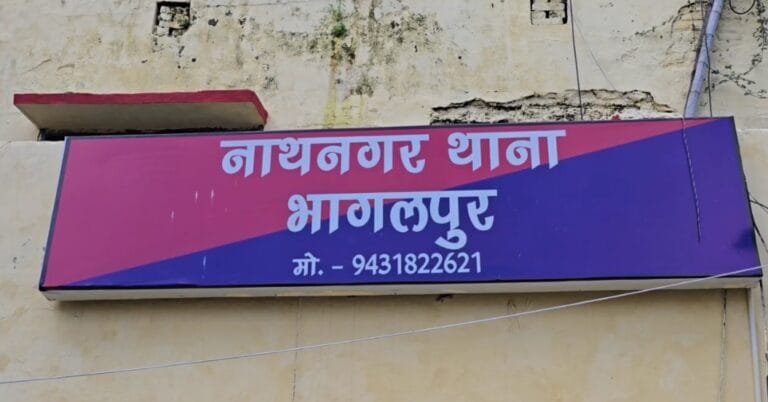 नाथनगर थाना
भागलपुर
मो. - 9431822621